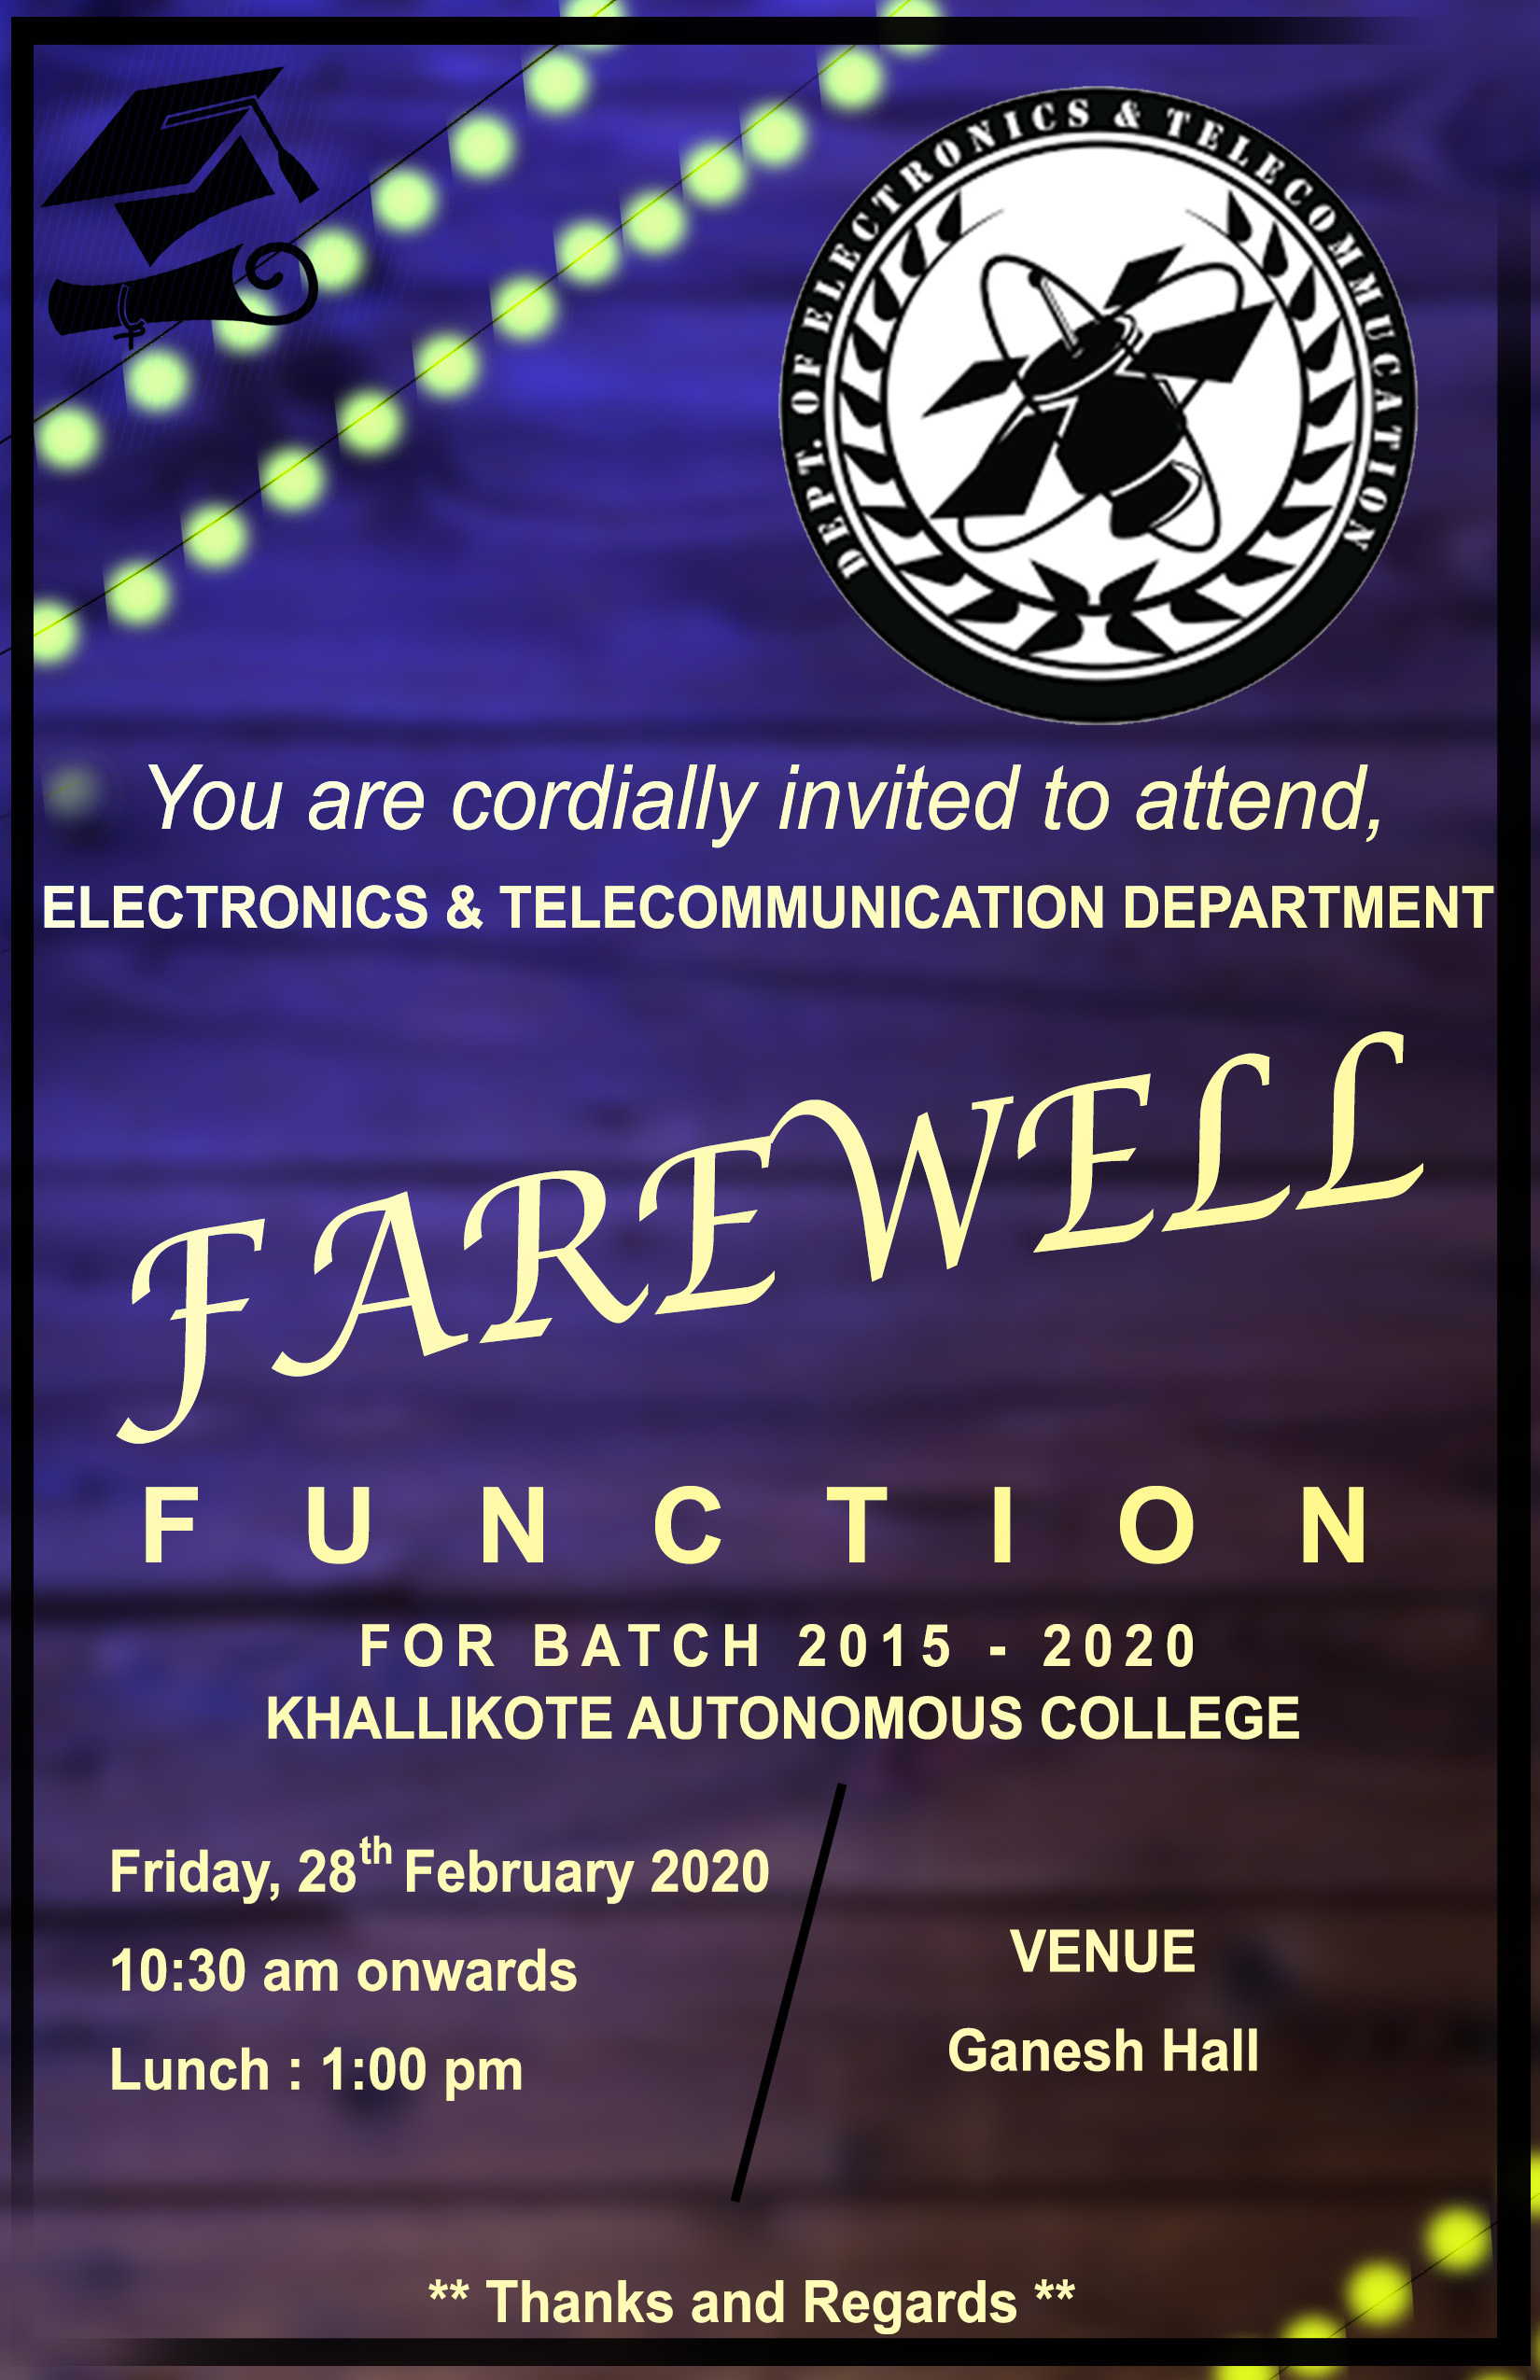 DEPT. OF ELECTRONICS & TELECOMMUCATION
You are cordially invited to attend,
ELECTRONICS & TELECOMMUNICATION DEPARTMENT
FAREWELL
FUNCTION
FOR BATCH 2015 - 2020
KHALLIKOTE AUTONOMOUS COLLEGE
Friday, 28th February 2020
10:30 am onwards
Lunch : 1:00 pm
VENUE
Ganesh Hall
** Thanks and Regards **